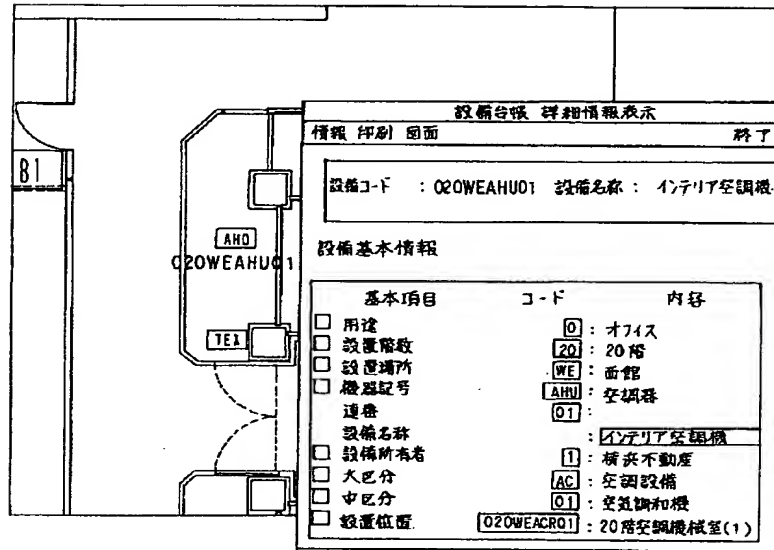 設備台帳 詳細情報表示
情報 印刷 図面 終了
B1
設備コード : 020WEAHU01 設備名称 : インテリア空調機
AHU
020WEAHU01
設備基本情報
基本項目 コード 内容
用途 0 : オフィス
TEX
設置階数 20 : 20階
設置場所 WE : 西館
機器記号 AHU : 空調器
連番 01 :
設備名称 : インテリア空調機
設備所有者 1 : 横浜不動産
大区分 AC : 空調設備
中区分 01 : 空気調和機
設置位置 020WEACR01 : 20階空調機械室(1)